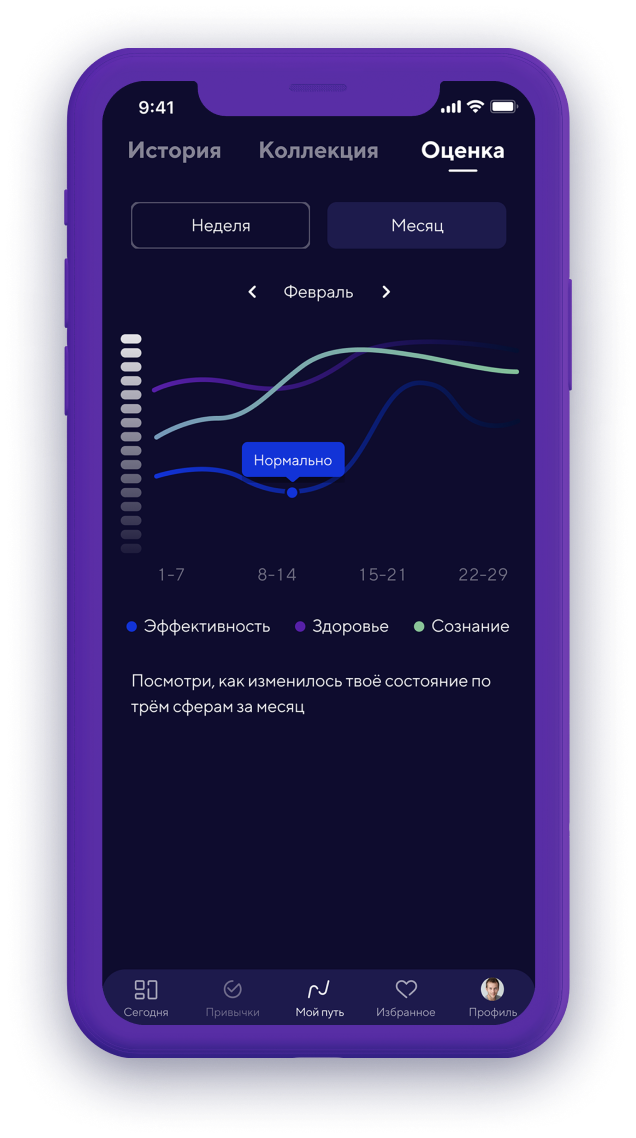 9:41
История Коллекция Оценка
Неделя Месяц
Февраль
Нормально
1-7 8-14 15-21 22-29
Эффективность Здоровье Сознание
Посмотри, как изменилось твоё состояние по
трём сферам за месяц
Сегодня Привычки Мой путь Избранное Профиль